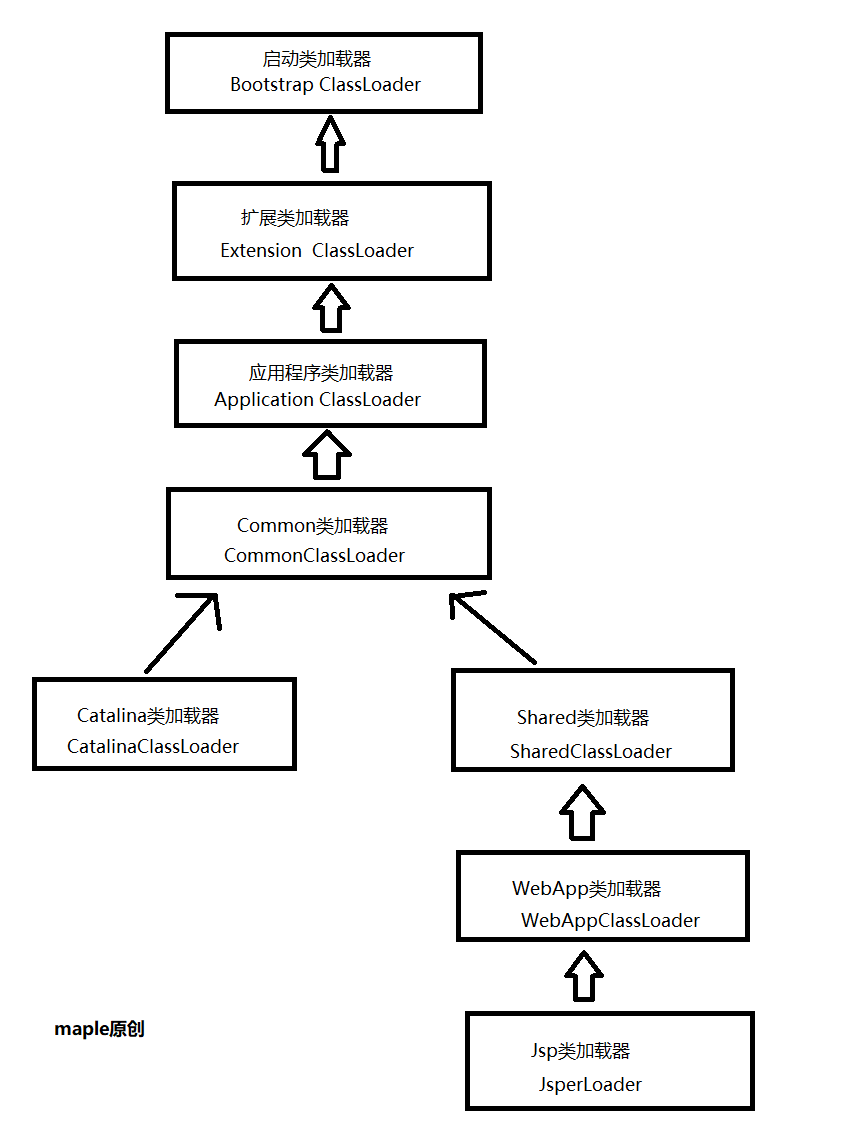 启动类加载器
Bootstrap ClassLoader
扩展类加载器
Extension ClassLoader
应用程序类加载器
Application ClassLoader
Common类加载器
CommonClassLoader
Catalina类加载器
CatalinaClassLoader
Shared类加载器
SharedClassLoader
WebApp类加载器
WebAppClassLoader
maple原创
Jsp类加载器
JsperLoader